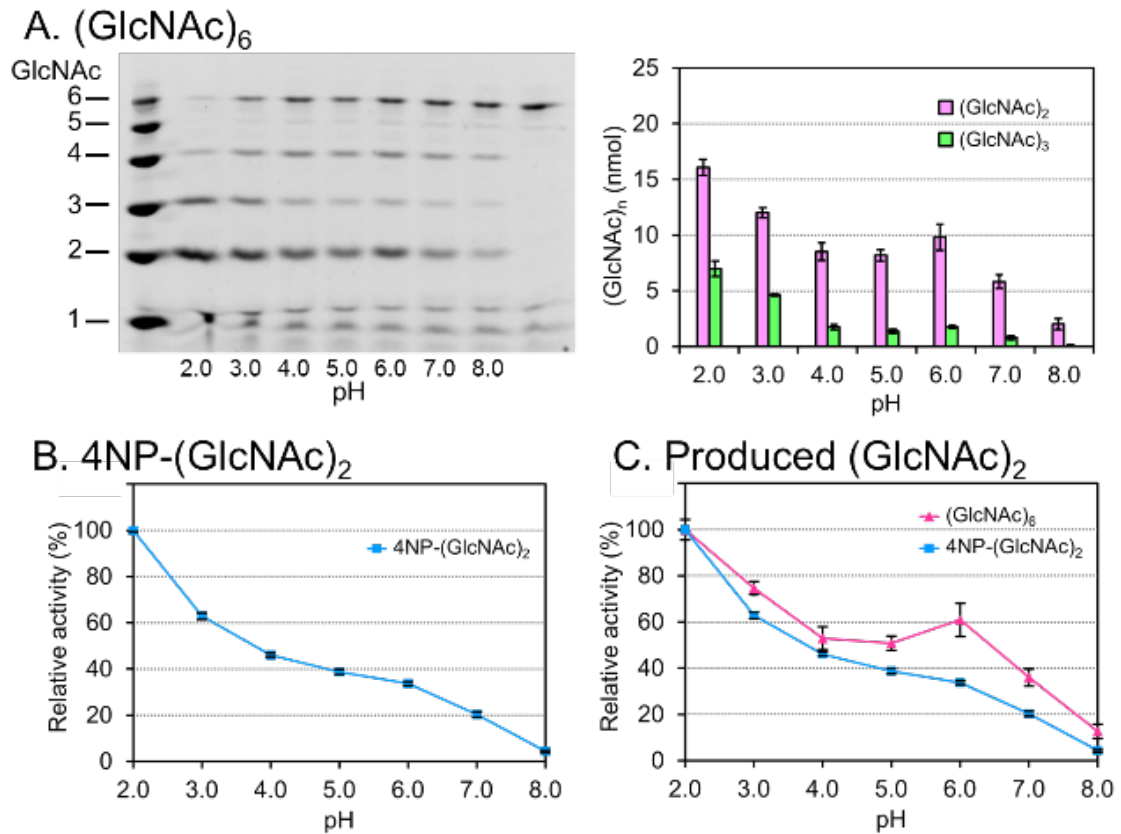 A. (GlcNAc)6
GlcNAc
6
5
4
3
2
1
2.0 3.0 4.0 5.0 6.0 7.0 8.0
pH
25
20
15
10
5
0
(GlcNAc)n (nmol)
(GlcNAc)2
(GlcNAc)3
2.0 3.0 4.0 5.0 6.0 7.0 8.0
pH
B. 4NP-(GlcNAc)2
Relative activity (%)
100
80
60
40
20
0
4NP-(GlcNAc)2
2.0 3.0 4.0 5.0 6.0 7.0 8.0
pH
C. Produced (GlcNAc)2
Relative activity (%)
100
80
60
40
20
0
(GlcNAc)6
4NP-(GlcNAc)2
2.0 3.0 4.0 5.0 6.0 7.0 8.0
pH